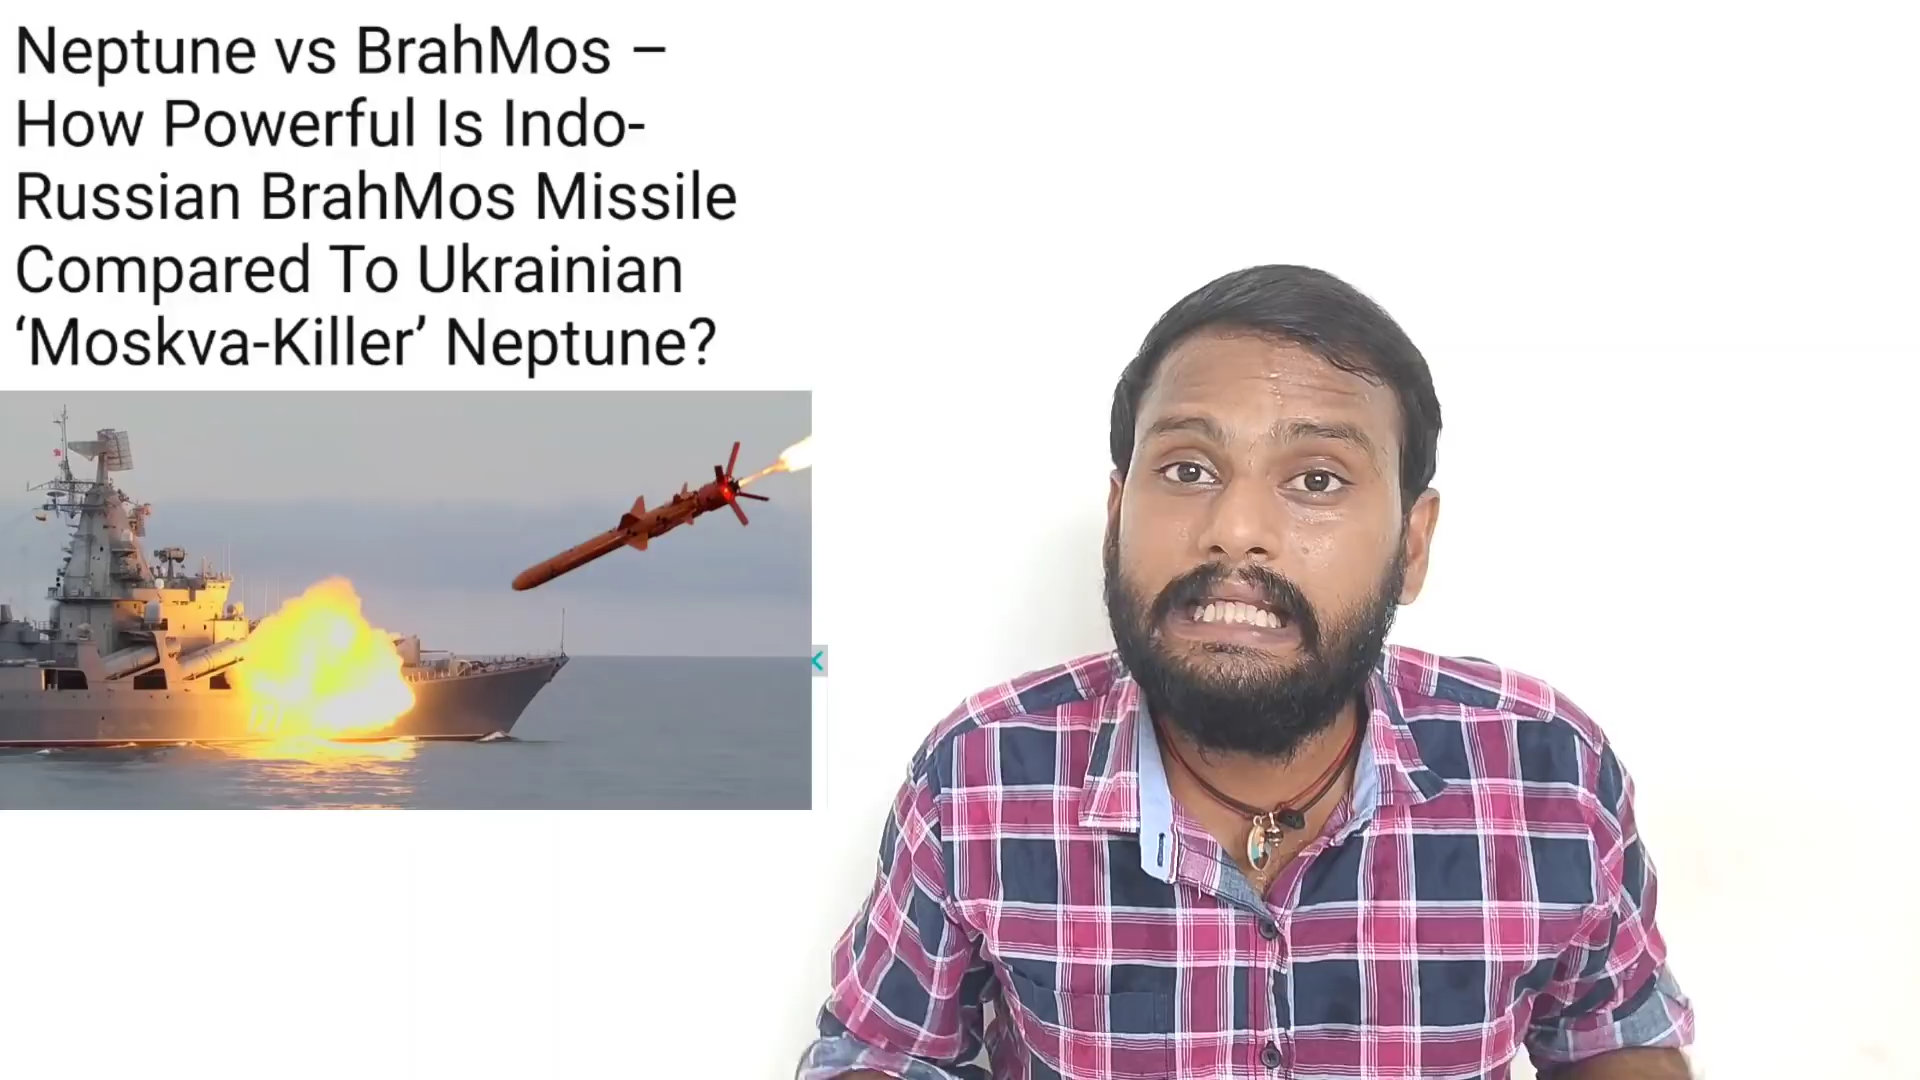 Neptune vs BrahMos –
How Powerful Is Indo-
Russian BrahMos Missile
Compared To Ukrainian
‘Moskva-Killer’ Neptune?